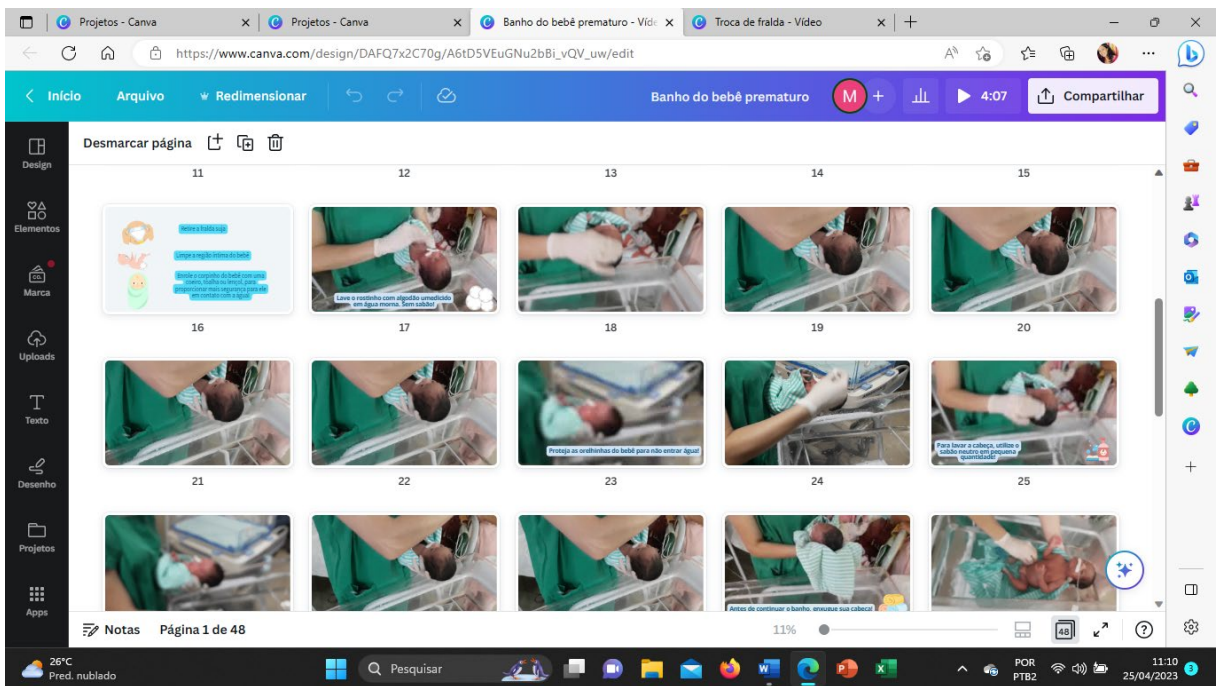 Projetos - Canva
Projetos - Canva
Banho do bebê prematuro - Víde
Troca de fralda - Vídeo
https://www.canva.com/design/DAFQ7x2C70g/A6tD5VEuGNu2bBi_vQV_uw/edit
Início
Arquivo
Redimensionar
Banho do bebê prematuro
M
4:07
Compartilhar
Design
Elementos
Marca
Uploads
Texto
Desenho
Projetos
Apps
Desmarcar página
11
12
13
14
15
Retire a fralda suja
Limpe a região íntima do bebê
Enrole o corpinho do bebê com uma
coeiro, toalha ou lençol, para
proporcionar mais segurança para ele
em contato com a água!
Lave o rostinho com algodão umedicido
em água morna. Sem sabão!
16
17
18
19
20
Proteja as orelhinhas do bebê para não entrar água!
Para lavar a cabeça, utilize o
sabão neutro em pequena
quantidade!
21
22
23
24
25
Antes de continuar o banho, enxugue sua cabeça!
Notas
Página 1 de 48
11%
48
26°C
Pred. nublado
Pesquisar
POR
PTB2
11:10
25/04/2023
3